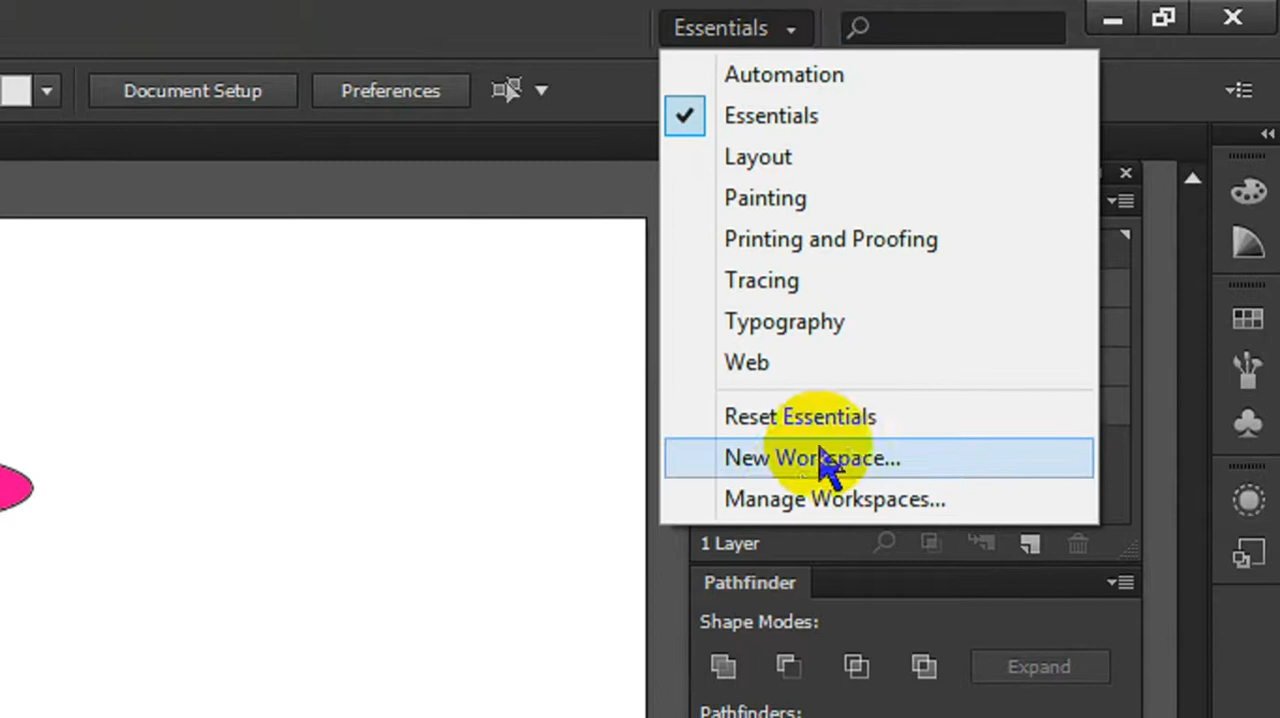 Essentials
Document Setup
Preferences
Automation
Essentials
Layout
Painting
Printing and Proofing
Tracing
Typography
Web
Reset Essentials
New Workspace...
Manage Workspaces...
1 Layer
Pathfinder
Shape Modes:
Expand
Pathfinders: